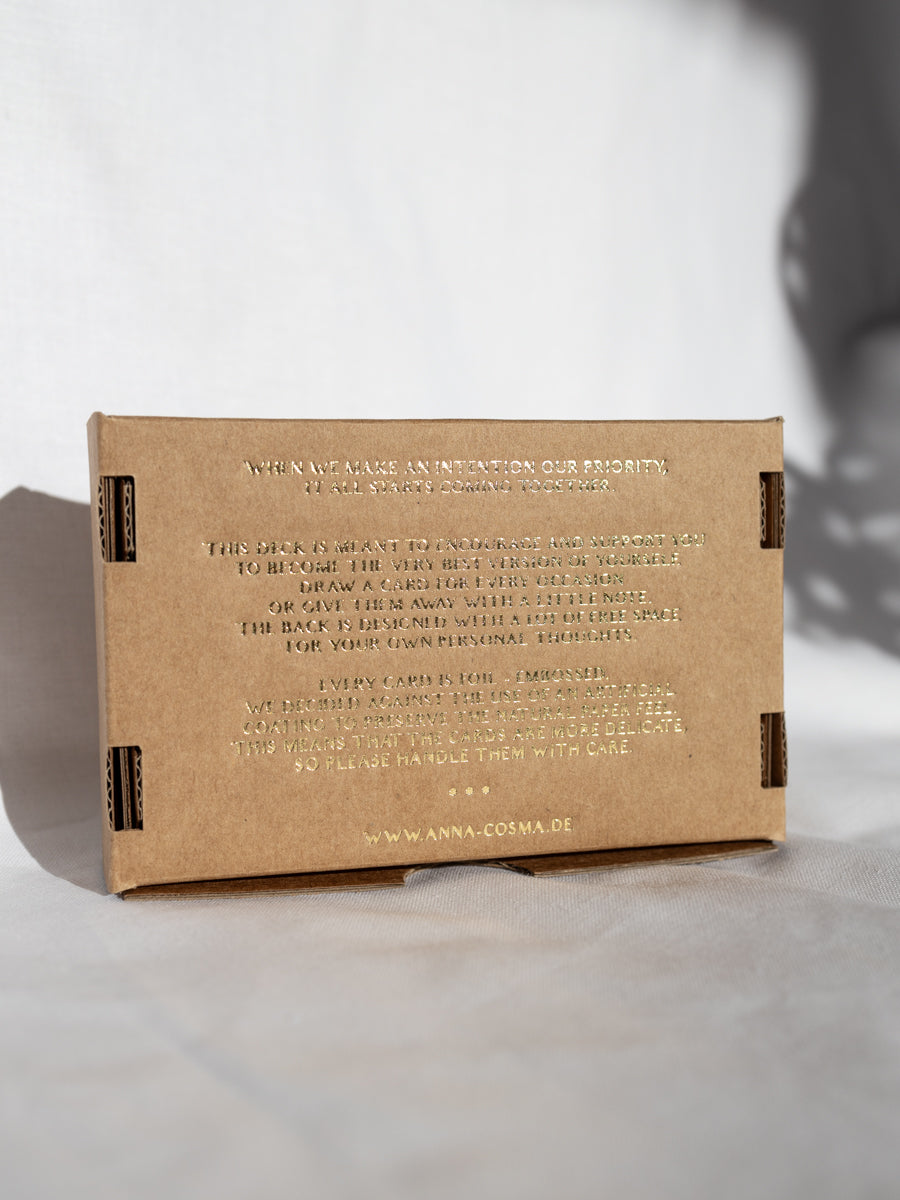 WHEN WE MAKE AN INTENTION OUR PRIORITY,
IT ALL STARTS COMING TOGETHER.
THIS DECK IS MEANT TO ENCOURAGE AND SUPPORT YOU
TO BECOME THE VERY BEST VERSION OF YOURSELF.
DRAW A CARD FOR EVERY OCCASION
OR GIVE THEM AWAY WITH A LITTLE NOTE.
THE BACK IS DESIGNED WITH A LOT OF FREE SPACE
FOR YOUR OWN PERSONAL THOUGHTS.
EVERY CARD IS FOIL - EMBOSSED.
WE DECIDED AGAINST THE USE OF AN ARTIFICIAL
COATING TO PRESERVE THE NATURAL PAPER FEEL.
THIS MEANS THAT THE CARDS ARE MORE DELICATE,
SO PLEASE HANDLE THEM WITH CARE.
WWW.ANNA-COSMA.DE